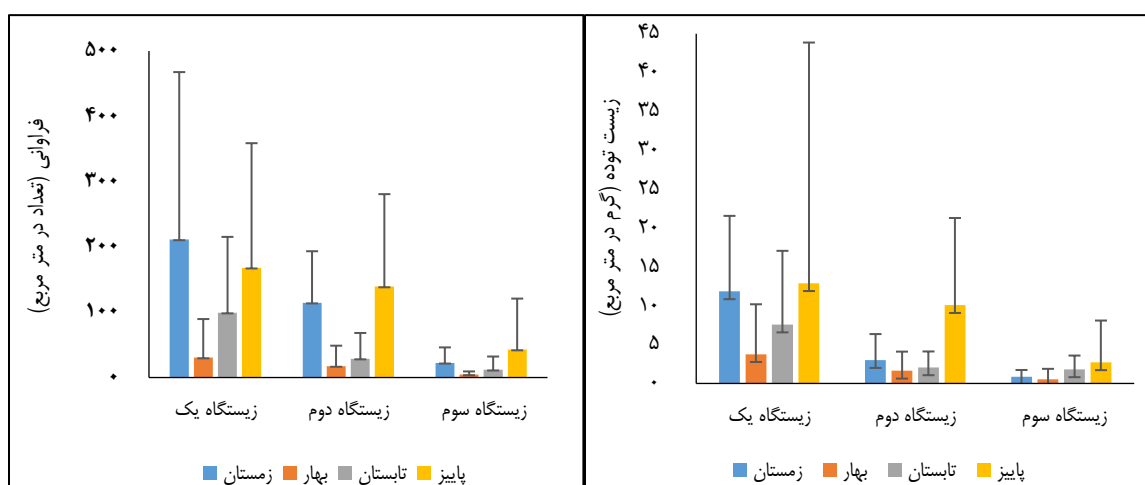 فراوانی (تعداد در متر مربع)
۵۰۰
۴۰۰
۳۰۰
۲۰۰
۱۰۰
۰
زیستگاه یک
زیستگاه دوم
زیستگاه سوم
زمستان
بهار
تابستان
پاییز
زیست توده (گرم در متر مربع)
۴۵
۴۰
۳۵
۳۰
۲۵
۲۰
۱۵
۱۰
۵
۰
زیستگاه یک
زیستگاه دوم
زیستگاه سوم
زمستان
بهار
تابستان
پاییز